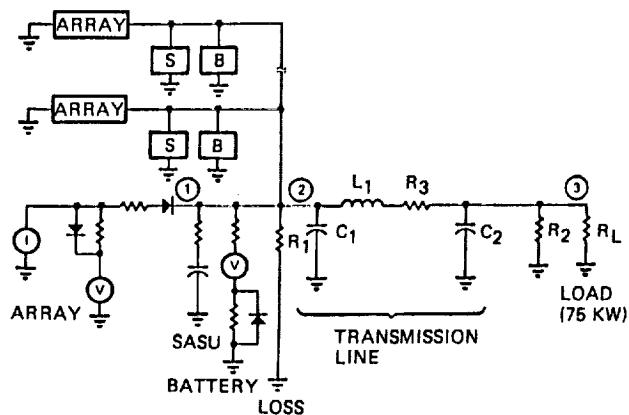 ARRAY
S
B
ARRAY
S
B
1
2
L1
R3
3
I
V
ARRAY
SASU
V
BATTERY
R1
LOSS
C1
C2
R2
RL
TRANSMISSION
LINE
LOAD
(75 KW)